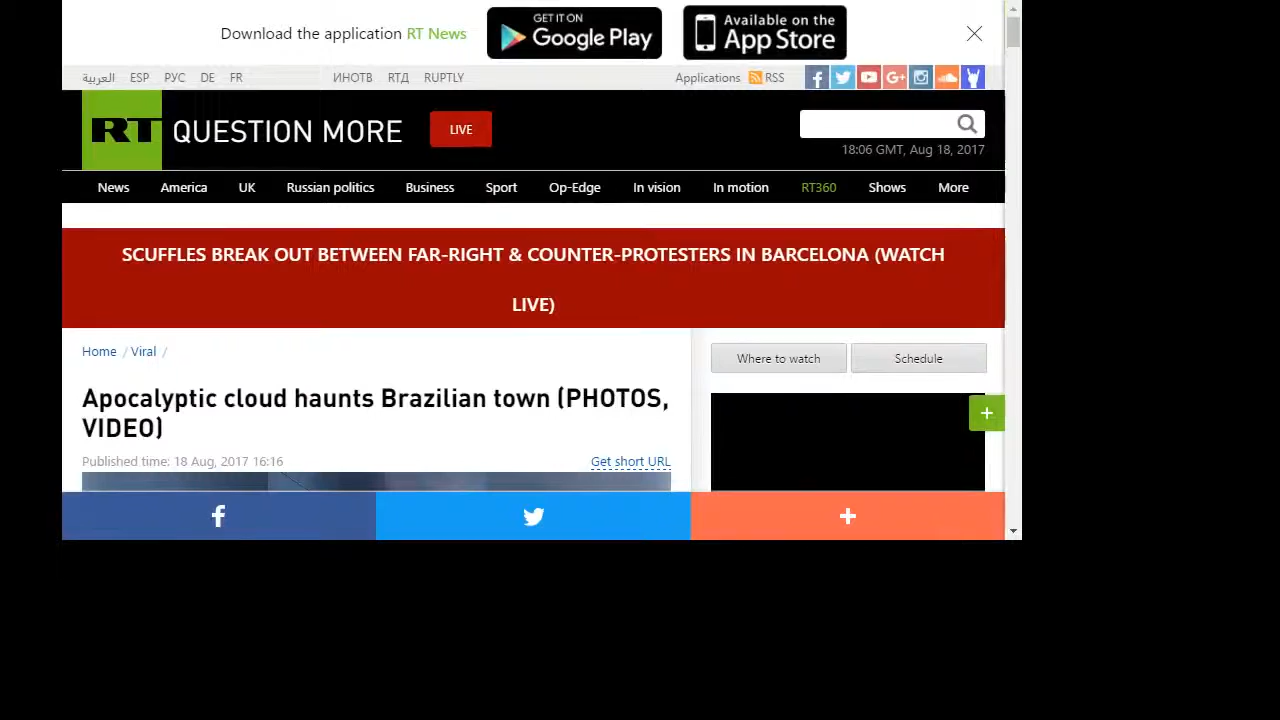 Download the application RT News
GET IT ON
Google Play
Available on the
App Store
العربية ESP РУС DE FR ИНОТВ РТД RUPTLY Applications RSS
RT QUESTION MORE LIVE
18:06 GMT, Aug 18, 2017
News America UK Russian politics Business Sport Op-Edge In vision In motion RT360 Shows More
SCUFFLES BREAK OUT BETWEEN FAR-RIGHT & COUNTER-PROTESTERS IN BARCELONA (WATCH
LIVE)
Home / Viral /
Where to watch Schedule
Apocalyptic cloud haunts Brazilian town (PHOTOS,
VIDEO)
Published time: 18 Aug, 2017 16:16 Get short URL